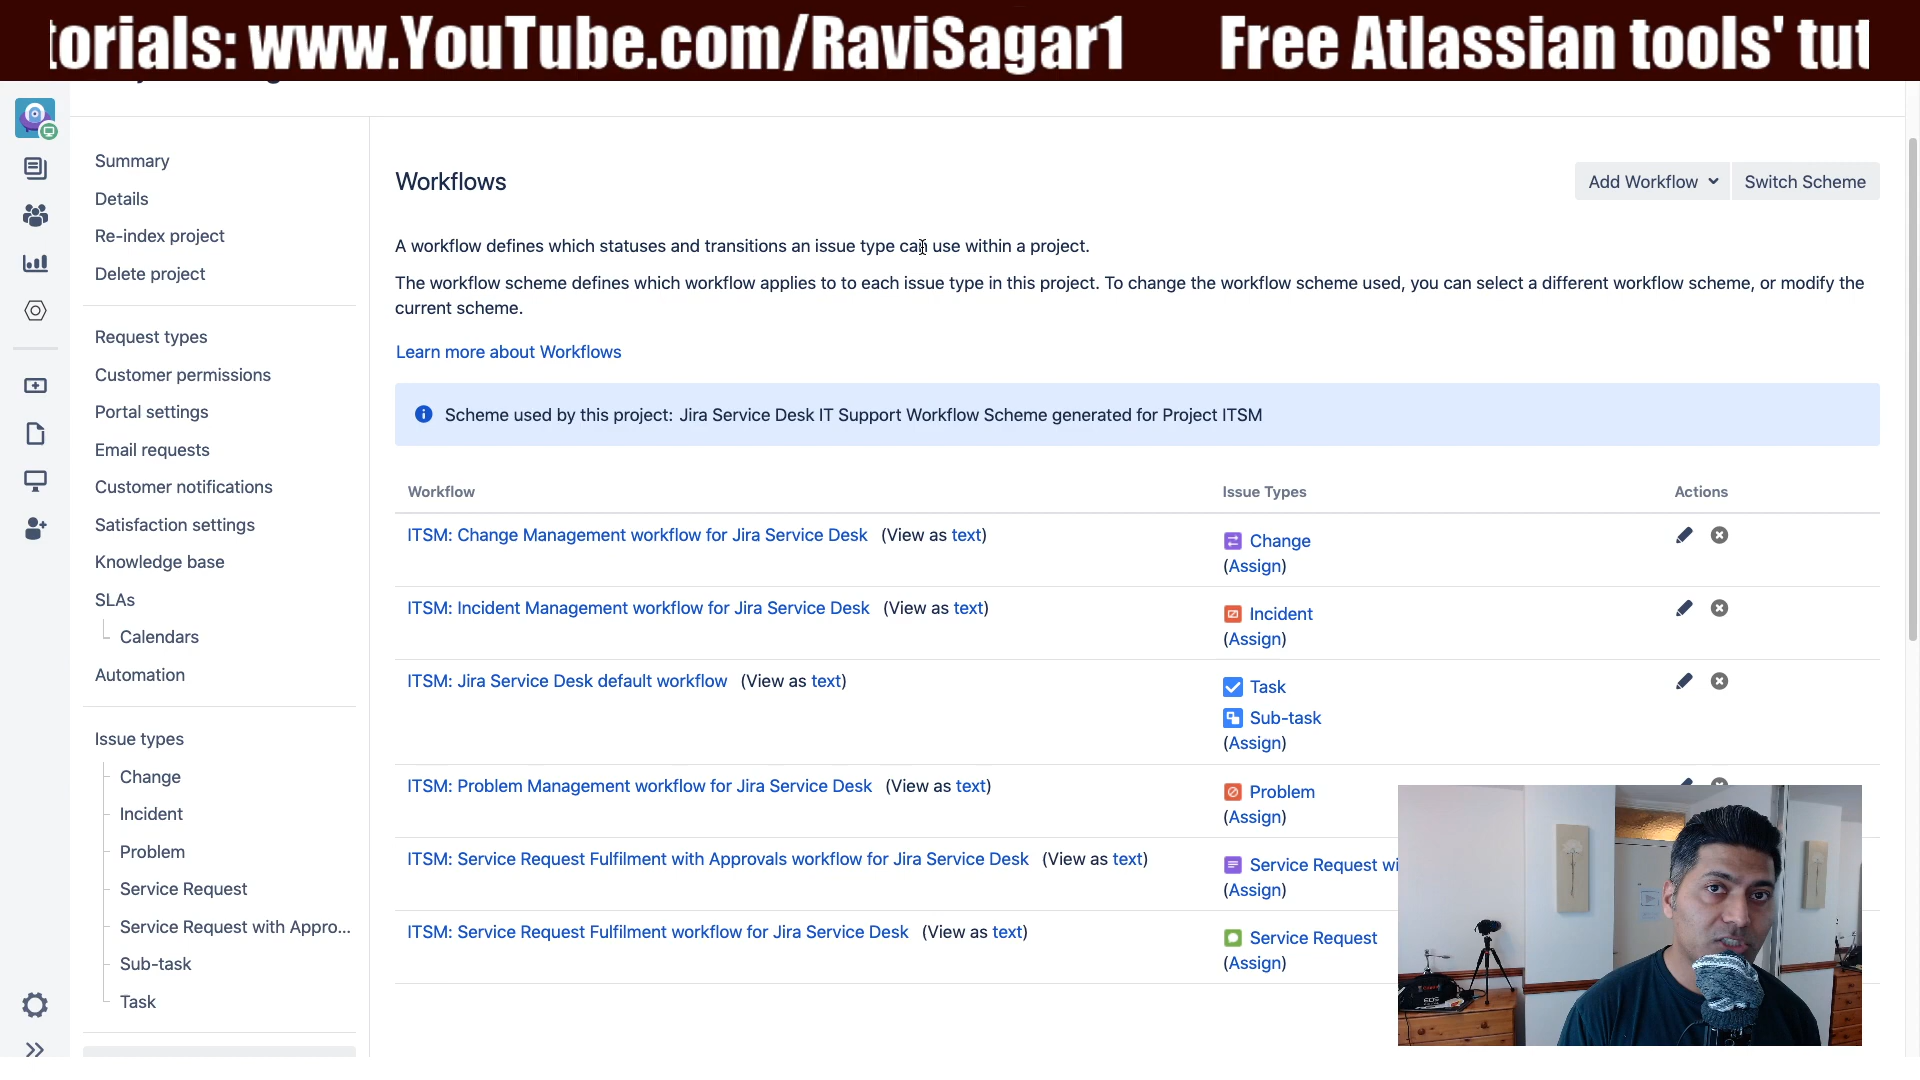 torials: www.YouTube.com/RaviSagar1 Free Atlassian tools' tut
Summary
Details
Re-index project
Delete project
Request types
Customer permissions
Portal settings
Email requests
Customer notifications
Satisfaction settings
Knowledge base
SLAs
Calendars
Automation
Issue types
Change
Incident
Problem
Service Request
Service Request with Appro...
Sub-task
Task
Workflows
Add Workflow
Switch Scheme
A workflow defines which statuses and transitions an issue type can use within a project.
The workflow scheme defines which workflow applies to to each issue type in this project. To change the workflow scheme used, you can select a different workflow scheme, or modify the
current scheme.
Learn more about Workflows
Scheme used by this project: Jira Service Desk IT Support Workflow Scheme generated for Project ITSM
Workflow Issue Types Actions
ITSM: Change Management workflow for Jira Service Desk (View as text)
Change
(Assign)
ITSM: Incident Management workflow for Jira Service Desk (View as text)
Incident
(Assign)
ITSM: Jira Service Desk default workflow (View as text)
Task
Sub-task
(Assign)
ITSM: Problem Management workflow for Jira Service Desk (View as text)
Problem
(Assign)
ITSM: Service Request Fulfilment with Approvals workflow for Jira Service Desk (View as text)
Service Request wi
(Assign)
ITSM: Service Request Fulfilment workflow for Jira Service Desk (View as text)
Service Request
(Assign)